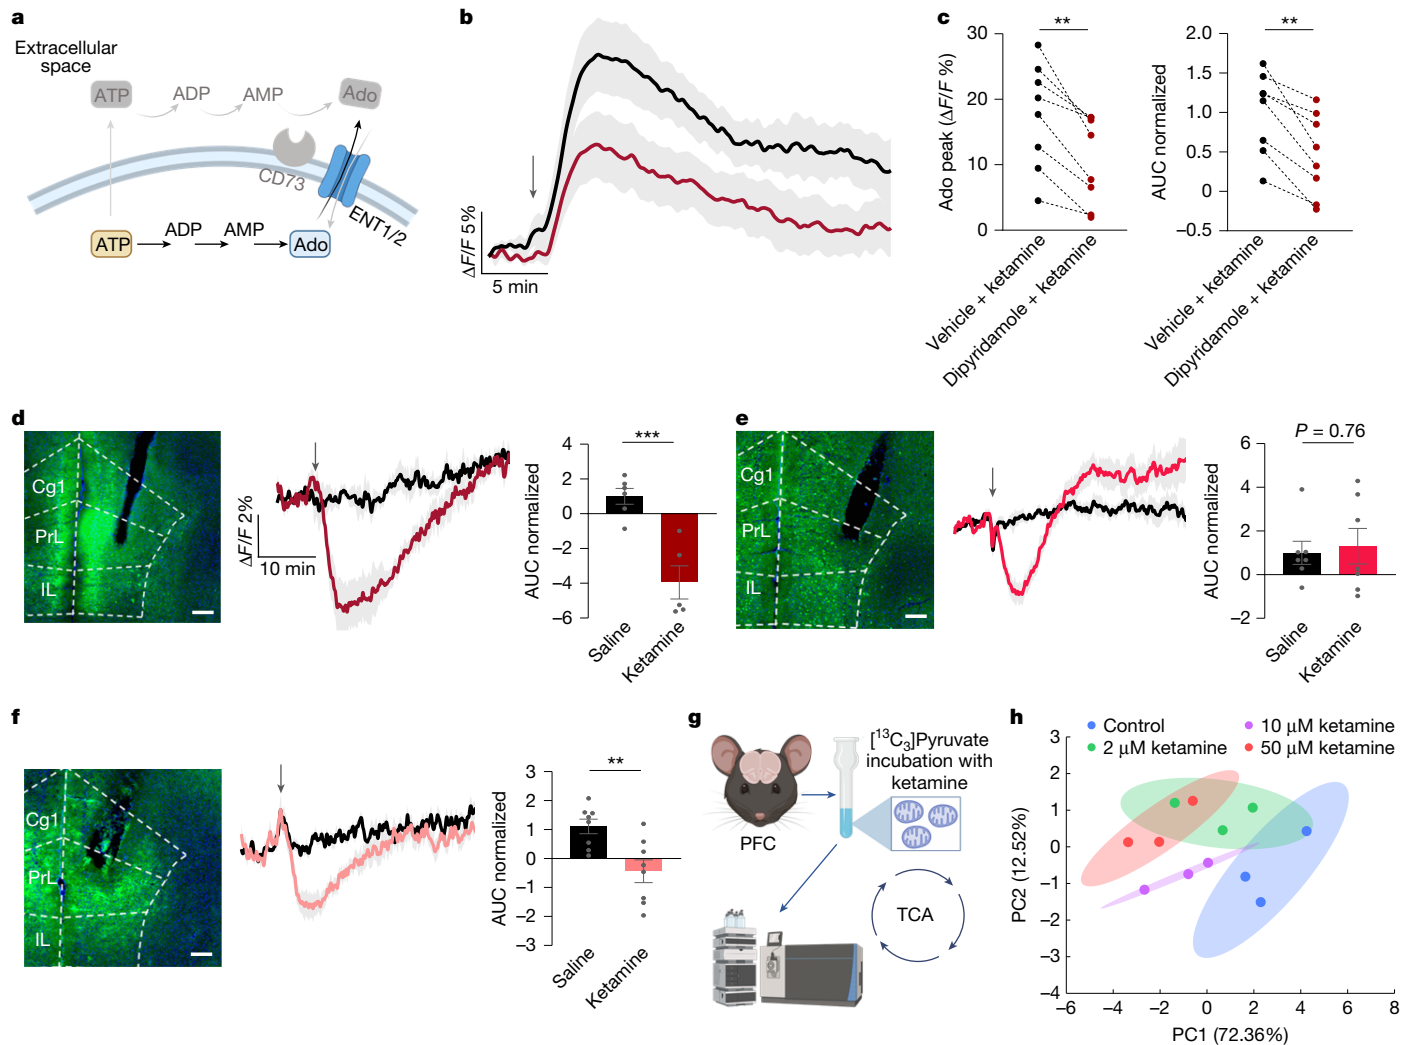 a
Extracellular
space
ATP
ADP
AMP
Ado
CD73
ENT1/2
ATP
ADP
AMP
Ado
b
ΔF/F 5%
5 min
c
**
30
20
10
0
Ado peak (ΔF/F %)
Vehicle + ketamine
Dipyridamole + ketamine
**
2.0
1.5
1.0
0.5
0
−0.5
AUC normalized
Vehicle + ketamine
Dipyridamole + ketamine
d
Cg1
PrL
IL
ΔF/F 2%
10 min
***
4
2
0
−2
−4
−6
AUC normalized
Saline
Ketamine
e
P = 0.76
6
4
2
0
−2
AUC normalized
Saline
Ketamine
f
Cg1
PrL
IL
**
3
2
1
0
−1
−2
−3
AUC normalized
Saline
Ketamine
g
PFC
[¹³C₃]Pyruvate
incubation with
ketamine
TCA
h
Control
10 μM ketamine
2 μM ketamine
50 μM ketamine
3
2
1
0
−1
−2
−3
−4
PC2 (12.52%)
−6
−4
−2
0
2
4
6
8
PC1 (72.36%)